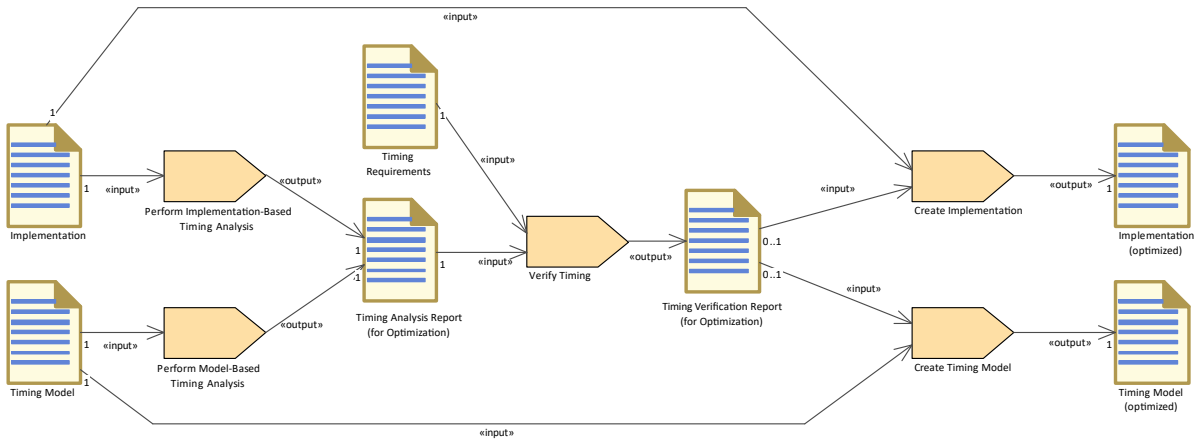 «input»
1
Timing
Requirements
1
«input»
Implementation
1
«input»
Perform Implementation-Based
Timing Analysis
«output»
1
Timing Analysis Report
(for Optimization)
1
«input»
Verify Timing
«output»
Timing Verification Report
(for Optimization)
0..1
«input»
0..1
«input»
Create Implementation
«output»
1
Implementation
(optimized)
Timing Model
1
«input»
1
Perform Model-Based
Timing Analysis
«output»
1
Create Timing Model
«output»
1
Timing Model
(optimized)
«input»